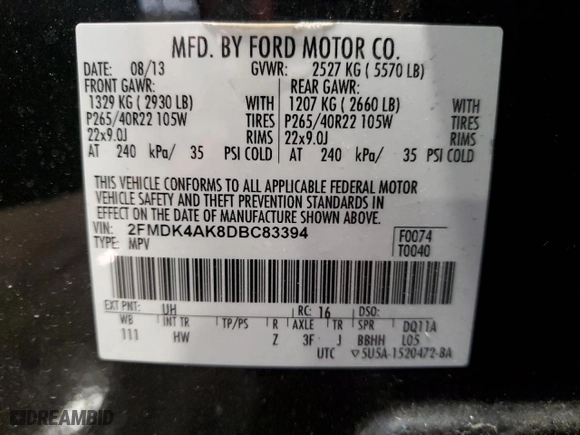 MFD. BY FORD MOTOR CO.
DATE: 08/13 GVWR: 2527 KG ( 5570 LB)
FRONT GAWR: REAR GAWR:
1329 KG ( 2930 LB) WITH 1207 KG ( 2660 LB) WITH
P265/40R22 105W TIRES P265/40R22 105W TIRES
22x9.0J RIMS 22x9.0J RIMS
AT 240 kPa/ 35 PSI COLD AT 240 kPa/ 35 PSI COLD
THIS VEHICLE CONFORMS TO ALL APPLICABLE FEDERAL MOTOR
VEHICLE SAFETY AND THEFT PREVENTION STANDARDS IN
EFFECT ON THE DATE OF MANUFACTURE SHOWN ABOVE.
VIN: 2FMDK4AK8DBC83394 F0074
TYPE: MPV T0040
EXT PNT: UH RC: 16 DSO:
WB INT TR TP/PS R AXLE TR SPR DQ11A
111 HW Z 3F J BBHH L05
UTC ▽5U5A-1520472-BA
DREAMBID